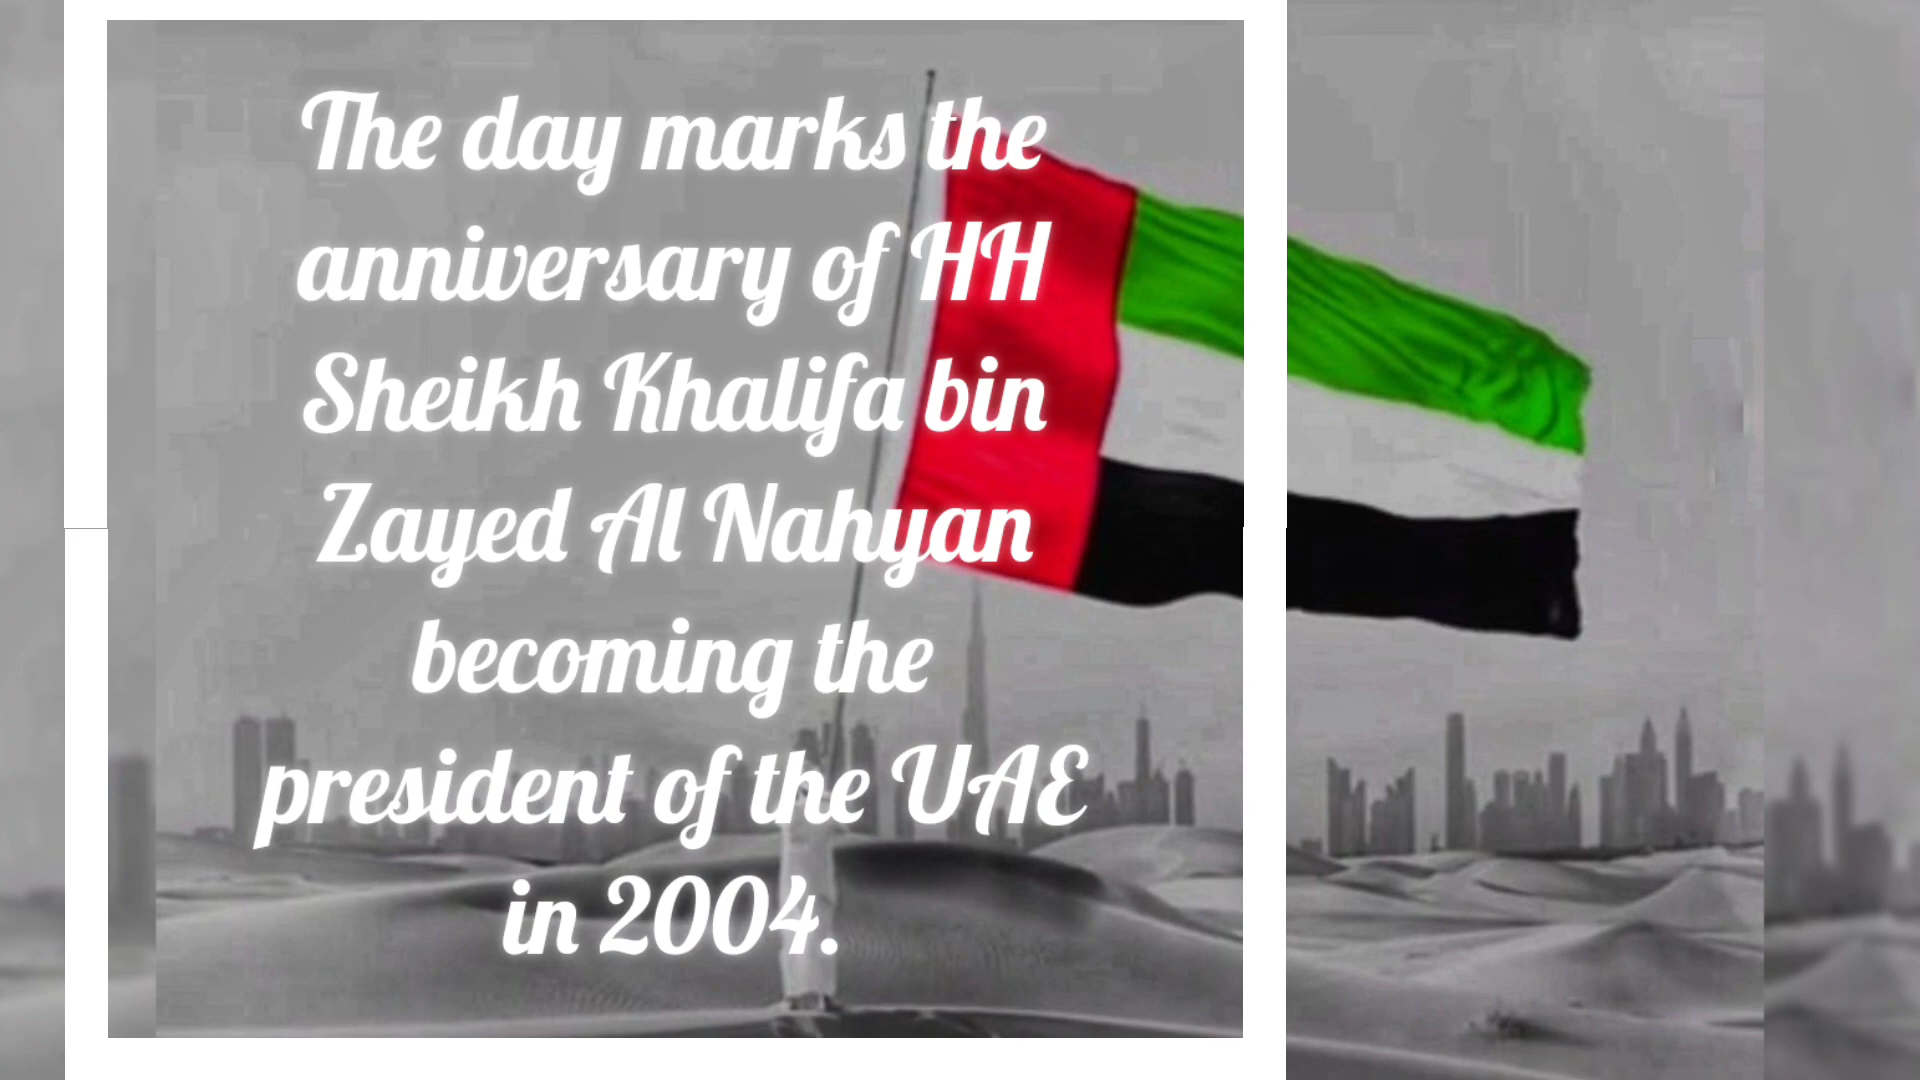 The day marks the
anniversary of HH
Sheikh Khalifa bin
Zayed Al Nahyan
becoming the
president of the UAE
in 2004.